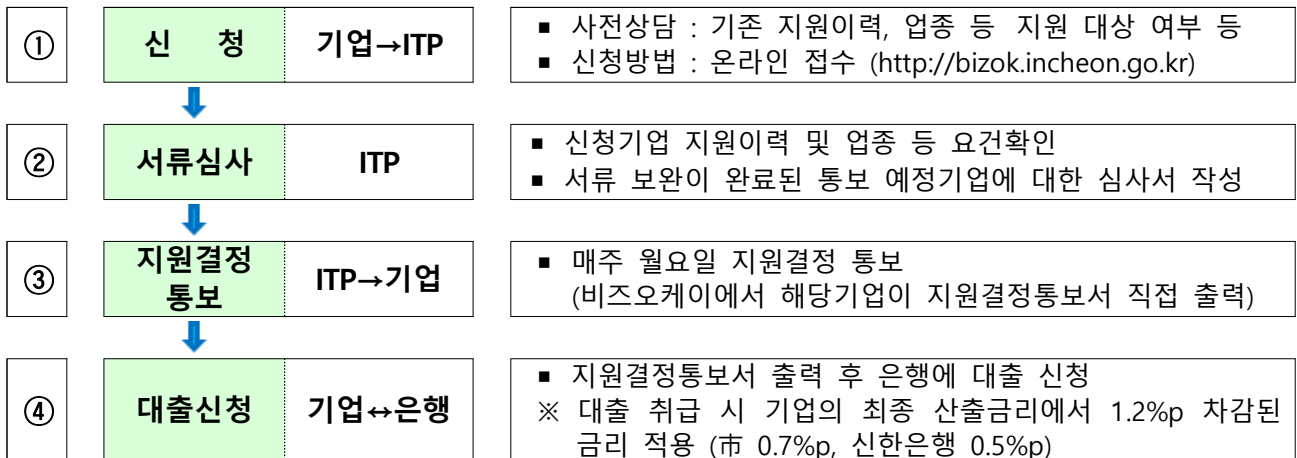 ① 신 청 기업→ITP ▪ 사전상담 : 기존 지원이력, 업종 등 지원 대상 여부 등
▪ 신청방법 : 온라인 접수 (http://bizok.incheon.go.kr)
② 서류심사 ITP ▪ 신청기업 지원이력 및 업종 등 요건확인
▪ 서류 보완이 완료된 통보 예정기업에 대한 심사서 작성
③ 지원결정 통보 ITP→기업 ▪ 매주 월요일 지원결정 통보
(비즈오케이에서 해당기업이 지원결정통보서 직접 출력)
④ 대출신청 기업↔은행 ▪ 지원결정통보서 출력 후 은행에 대출 신청
※ 대출 취급 시 기업의 최종 산출금리에서 1.2%p 차감된
금리 적용 (市 0.7%p, 신한은행 0.5%p)